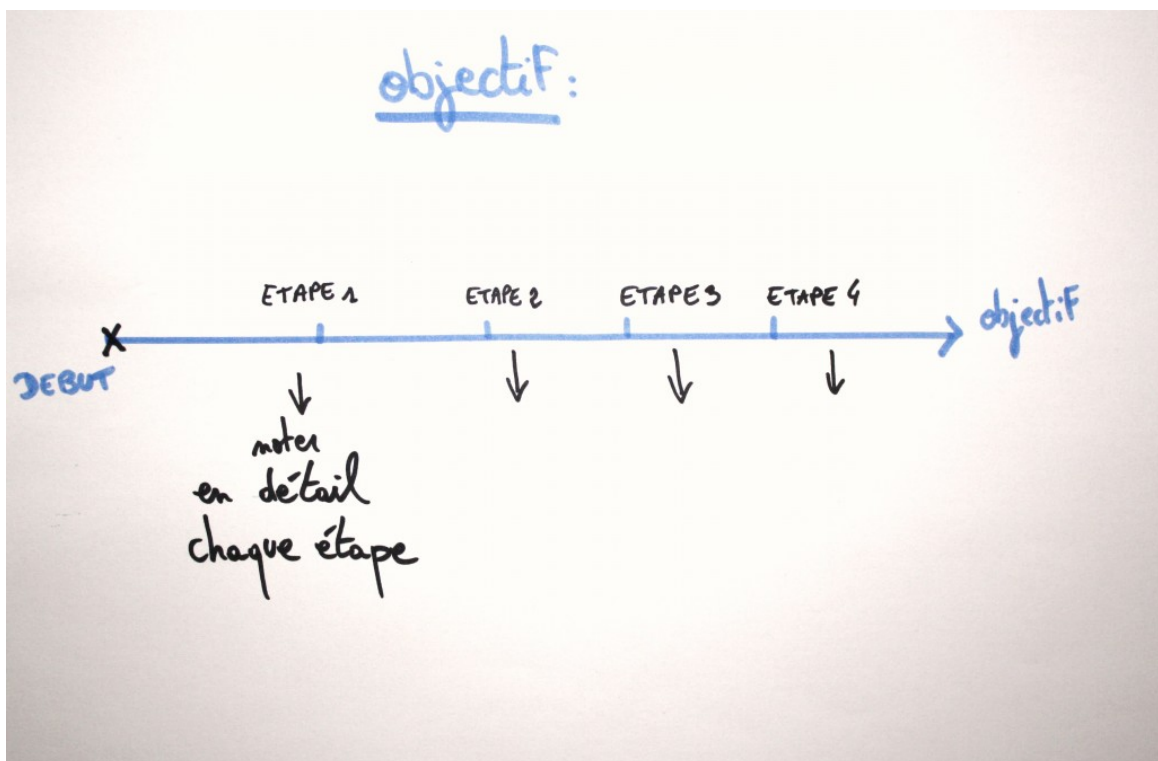 objectif :
ETAPE 1
ETAPE 2
ETAPE 3
ETAPE 4
objectif
DEBUT
noter
en détail
chaque étape